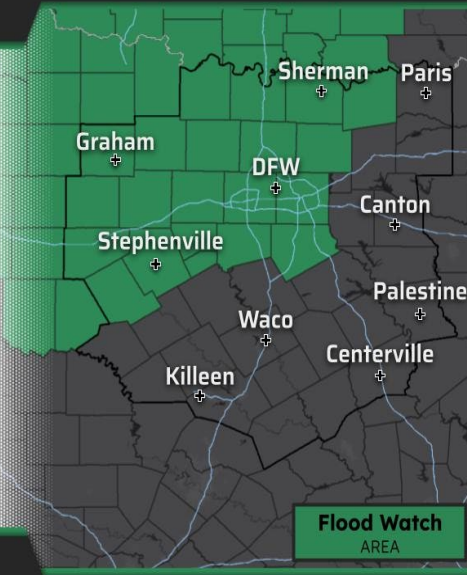 Sherman
Paris
Graham
DFW
Canton
Stephenville
Palestine
Waco
Centerville
Killeen
Flood Watch
AREA